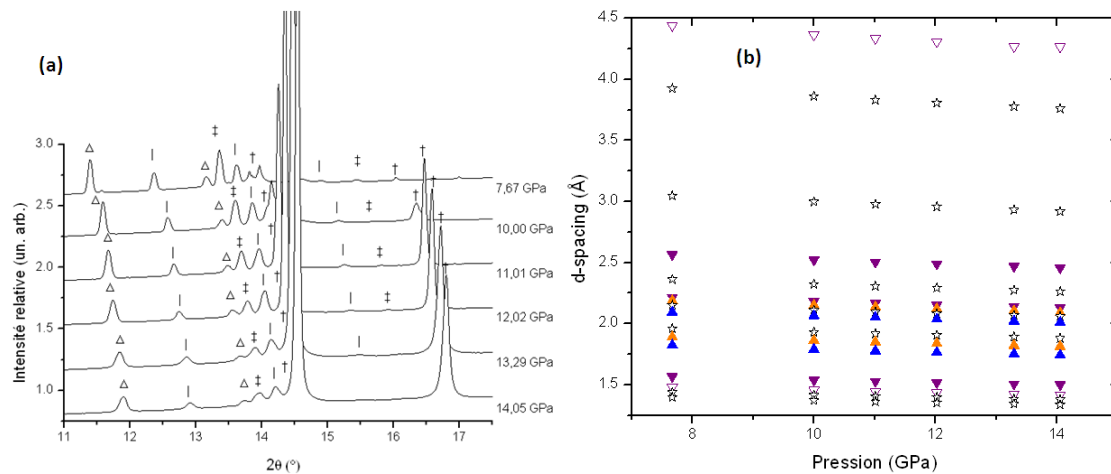 (a)
Intensité relative (un. arb.)
3.0
2.5
2.0
1.5
1.0
7,67 GPa
10,00 GPa
11,01 GPa
12,02 GPa
13,29 GPa
14,05 GPa
11 12 13 14 15 16 17
2θ (°)
(b)
d-spacing (Å)
4.5
4.0
3.0
2.5
2.0
1.5
8 10 12 14
Pression (GPa)